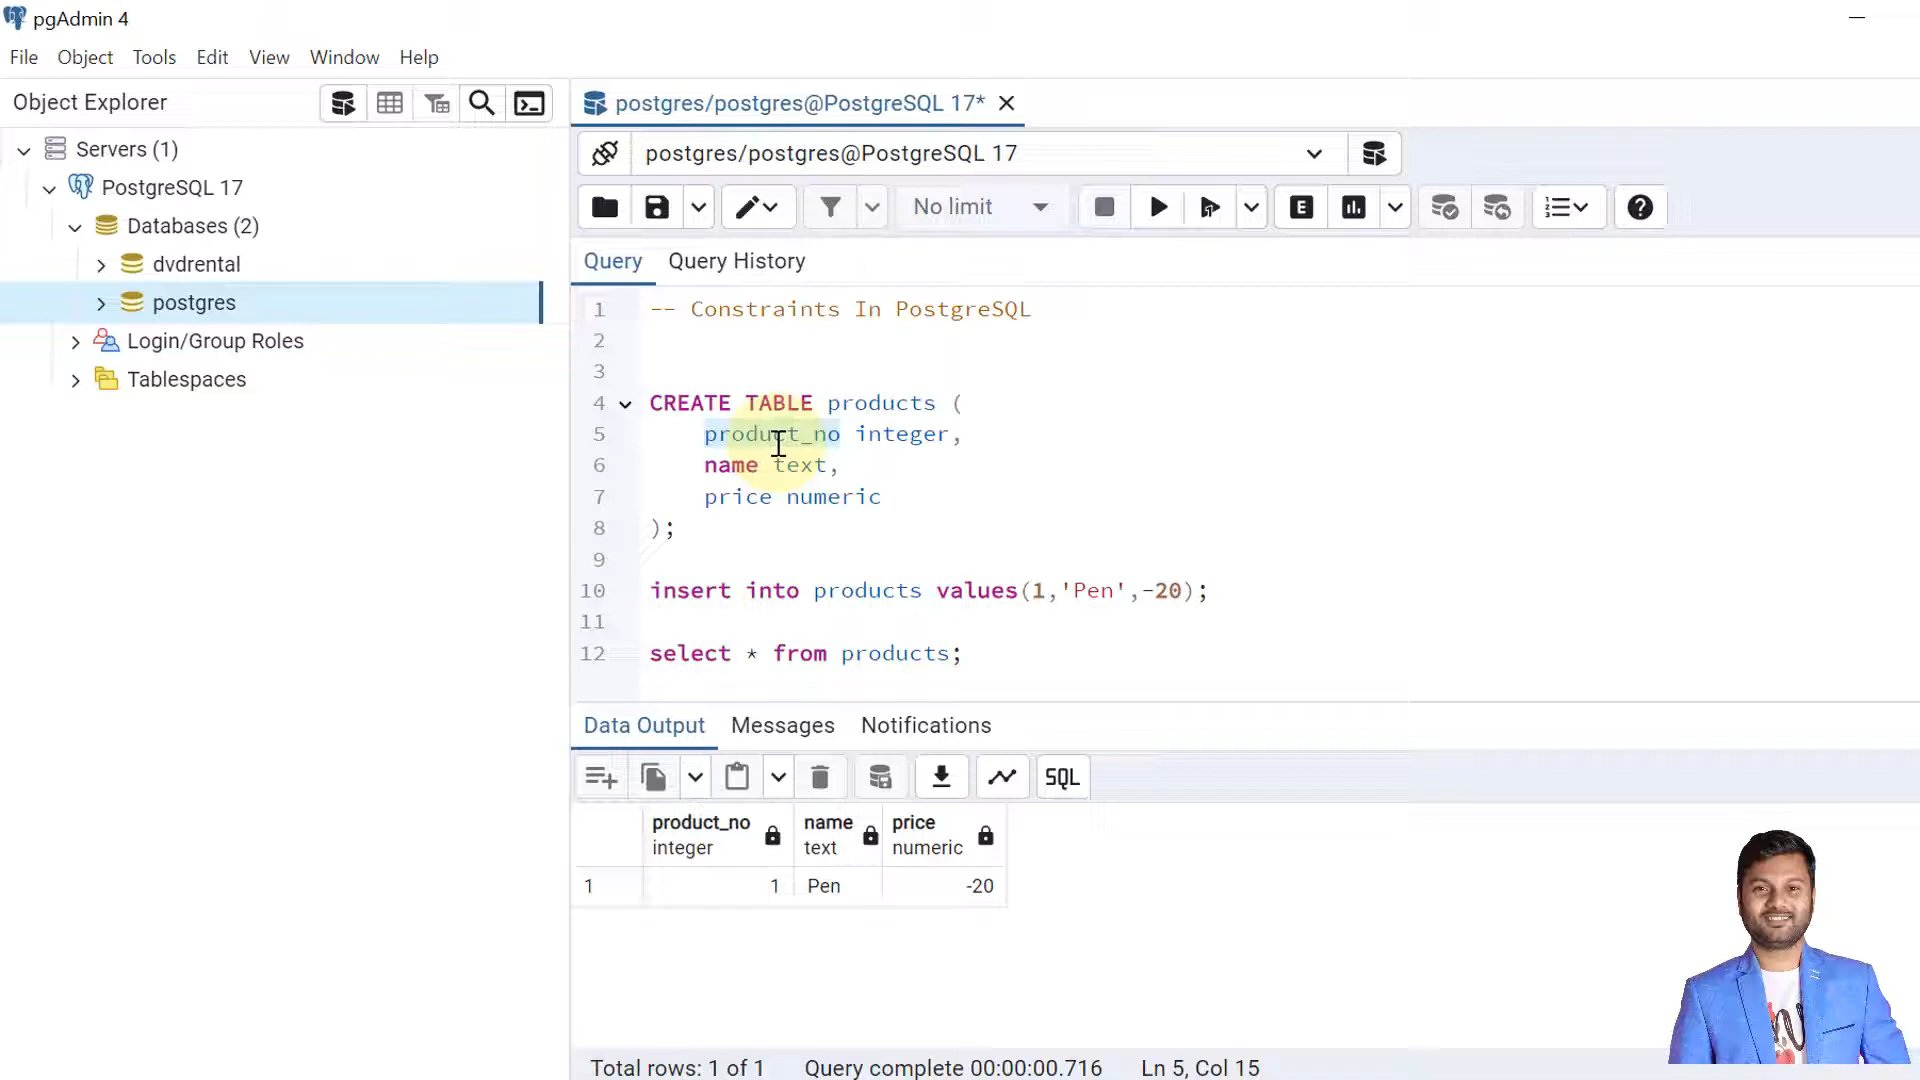 pgAdmin 4
File Object Tools Edit View Window Help
Object Explorer
Servers (1)
PostgreSQL 17
Databases (2)
dvdrental
postgres
Login/Group Roles
Tablespaces
postgres/postgres@PostgreSQL 17*
postgres/postgres@PostgreSQL 17
No limit
E
Query Query History
1 -- Constraints In PostgreSQL
2
3
4 CREATE TABLE products (
5 product_no integer,
6 name text,
7 price numeric
8 );
9
10 insert into products values(1,'Pen',-20);
11
12 select * from products;
Data Output Messages Notifications
SQL
product_no name price
integer text numeric
1 1 Pen -20
Total rows: 1 of 1 Query complete 00:00:00.716 Ln 5, Col 15